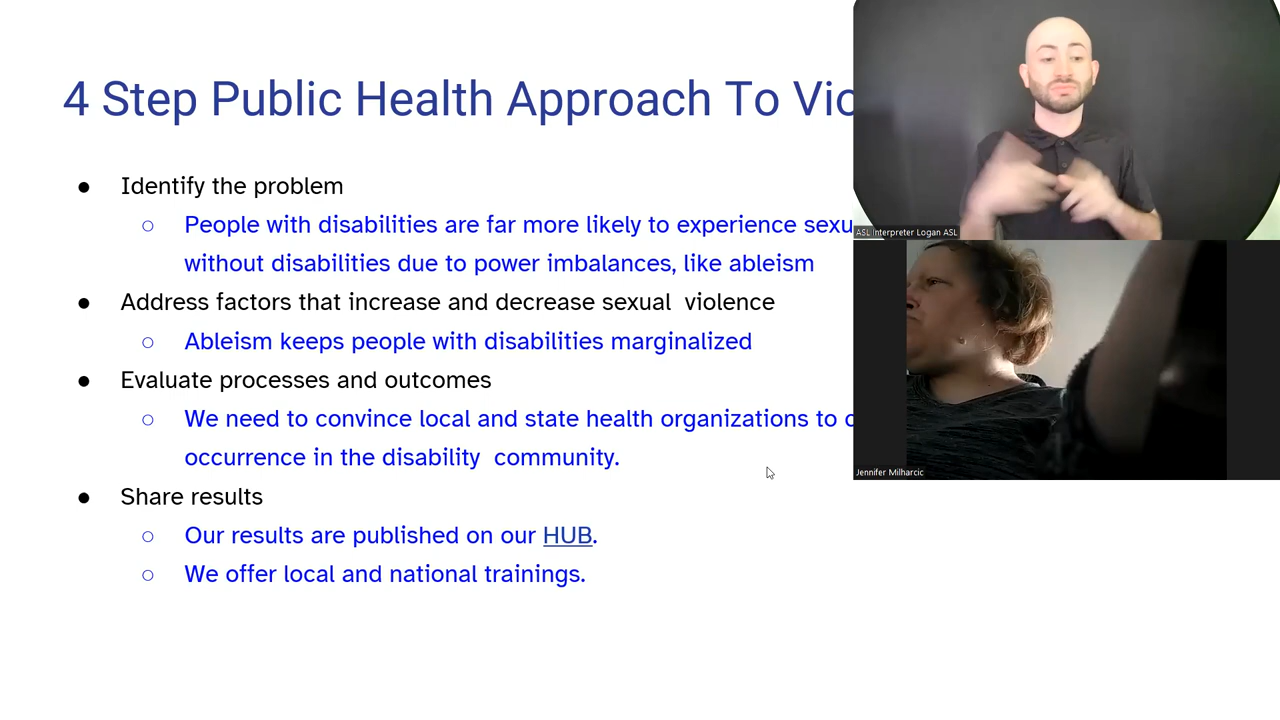 4 Step Public Health Approach To
● Identify the problem
○ People with disabilities are far more likely to experience
without disabilities due to power imbalances, like ableism
● Address factors that increase and decrease sexual  violence
○ Ableism keeps people with disabilities marginalized
● Evaluate processes and outcomes
○ We need to convince local and state health organizations to
occurrence in the disability  community.
● Share results
○ Our results are published on our HUB.
○ We offer local and national trainings.
ASL Interpreter Logan ASL
Jennifer Milharcic